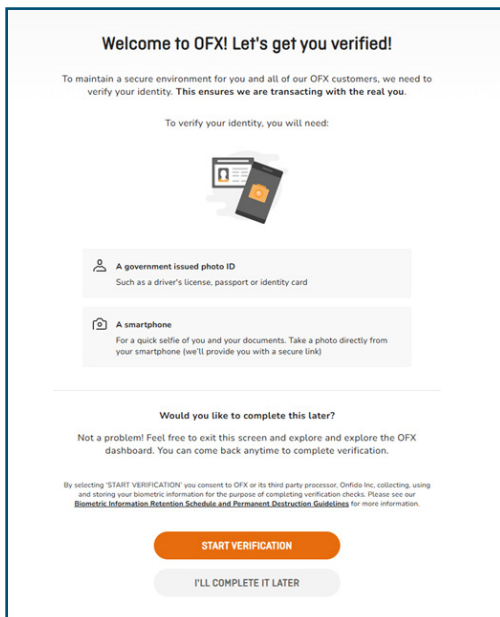 Welcome to OFX! Let's get you verified!
To maintain a secure environment for you and all of our OFX customers, we need to
verify your identity. This ensures we are transacting with the real you.
To verify your identity, you will need:
A government issued photo ID
Such as a driver's license, passport or identity card
A smartphone
For a quick selfie of you and your documents. Take a photo directly from
your smartphone (we'll provide you with a secure link)
Would you like to complete this later?
Not a problem! Feel free to exit this screen and explore and explore the OFX
dashboard. You can come back anytime to complete verification.
By selecting 'START VERIFICATION' you consent to OFX or its third party processor, Onfido Inc, collecting, using
and storing your biometric information for the purpose of completing verification checks. Please see our
Biometric Information Retention Schedule and Permanent Destruction Guidelines for more information.
START VERIFICATION
I'LL COMPLETE IT LATER